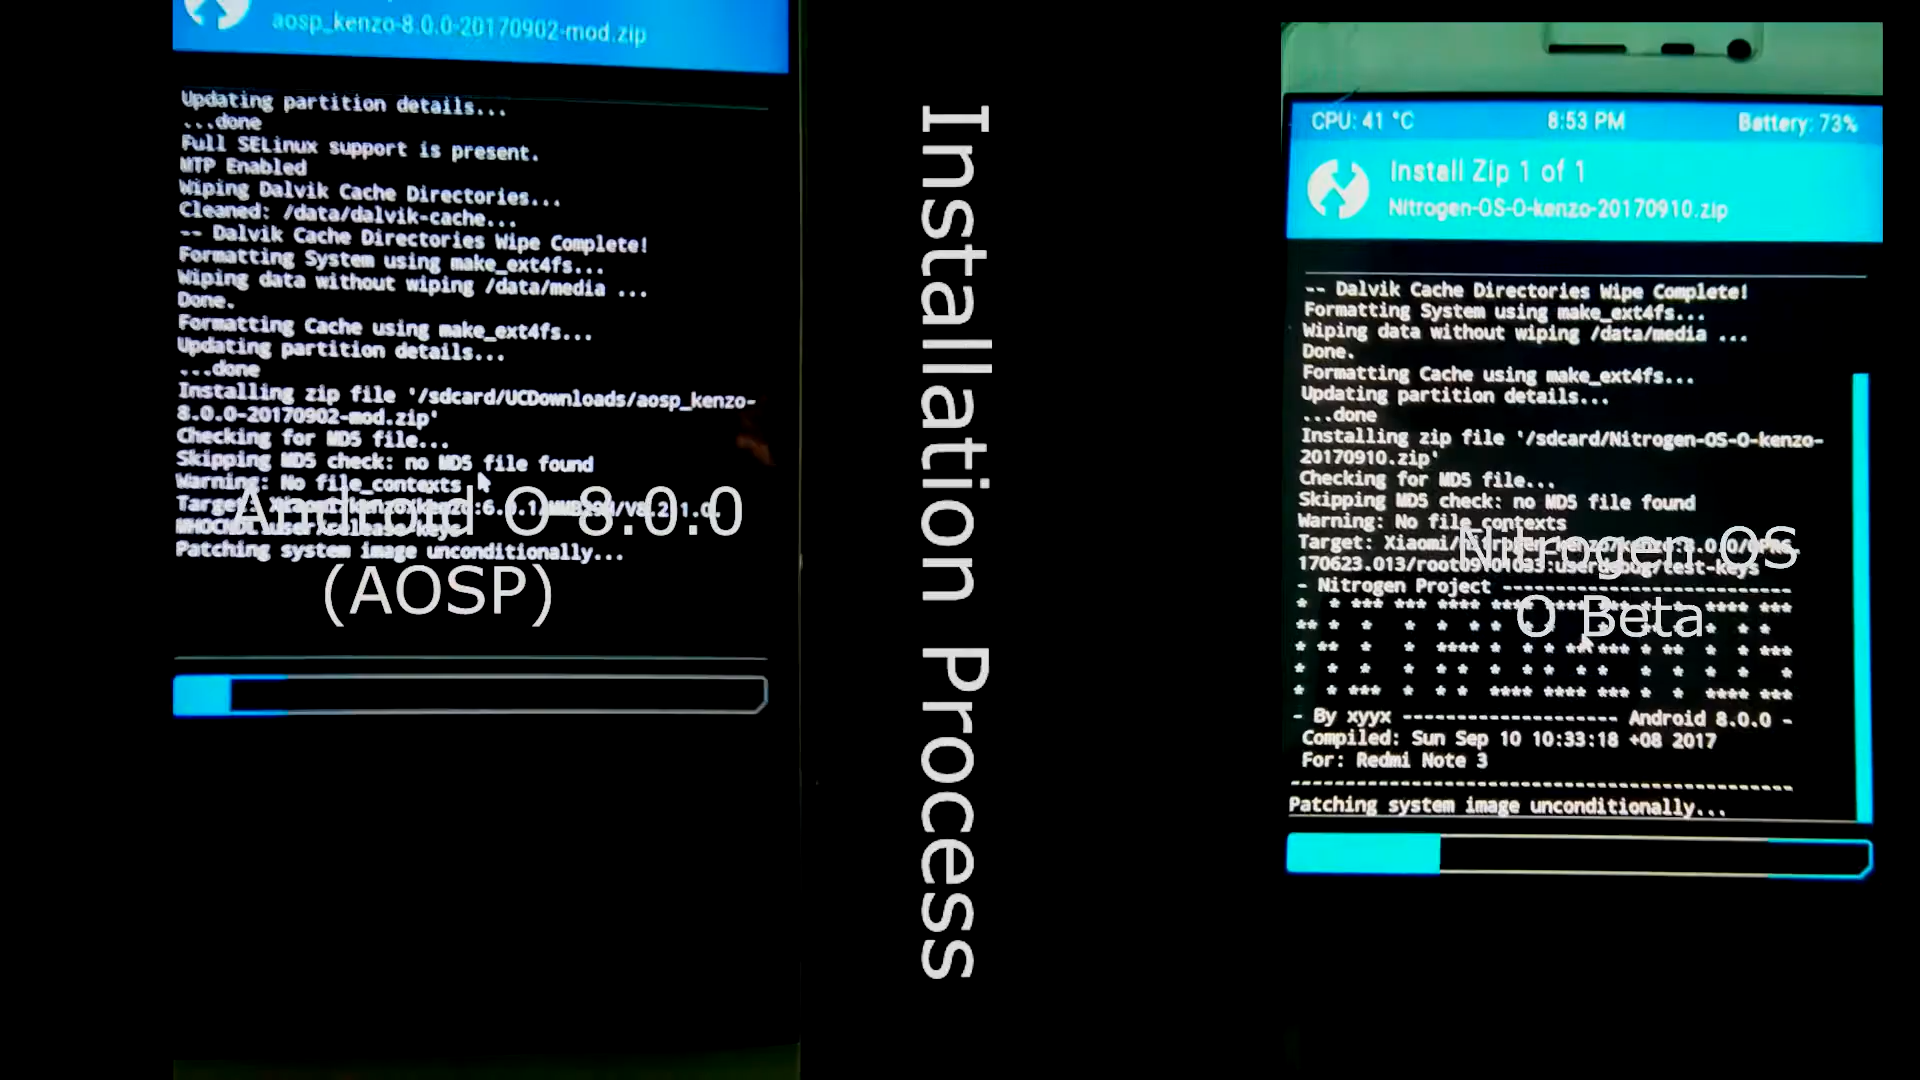 aosp_kenzo-8.0.0-20170902-mod.zip
Updating partition details...
...done
Full SELinux support is present.
MTP Enabled
Wiping Dalvik Cache Directories...
Cleaned: /data/dalvik-cache...
-- Dalvik Cache Directories Wipe Complete!
Formatting System using make_ext4fs...
Wiping data without wiping /data/media ...
Done.
Formatting Cache using make_ext4fs...
Updating partition details...
...done
Installing zip file '/sdcard/UCDownloads/aosp_kenzo-
8.0.0-20170902-mod.zip'
Checking for MD5 file...
Skipping MD5 check: no MD5 file found
Warning: No file_contexts
Target:
Patching system image unconditionally...
Android O-8.0.0
(AOSP)
Installation Process
CPU: 41 °C 8:53 PM Battery: 73%
Install Zip 1 of 1
Nitrogen-OS-O-kenzo-20170910.zip
-- Dalvik Cache Directories Wipe Complete!
Formatting System using make_ext4fs...
Wiping data without wiping /data/media ...
Done.
Formatting Cache using make_ext4fs...
Updating partition details...
...done
Installing zip file '/sdcard/Nitrogen-OS-O-kenzo-
20170910.zip'
Checking for MD5 file...
Skipping MD5 check: no MD5 file found
Warning: No file_contexts
Target:
- Nitrogen Project ---------------------------
- By xyyx -------------------- Android 8.0.0 -
Compiled: Sun Sep 10 10:33:18 +08 2017
For: Redmi Note 3
Patching system image unconditionally...
Nitrogen OS
O Beta